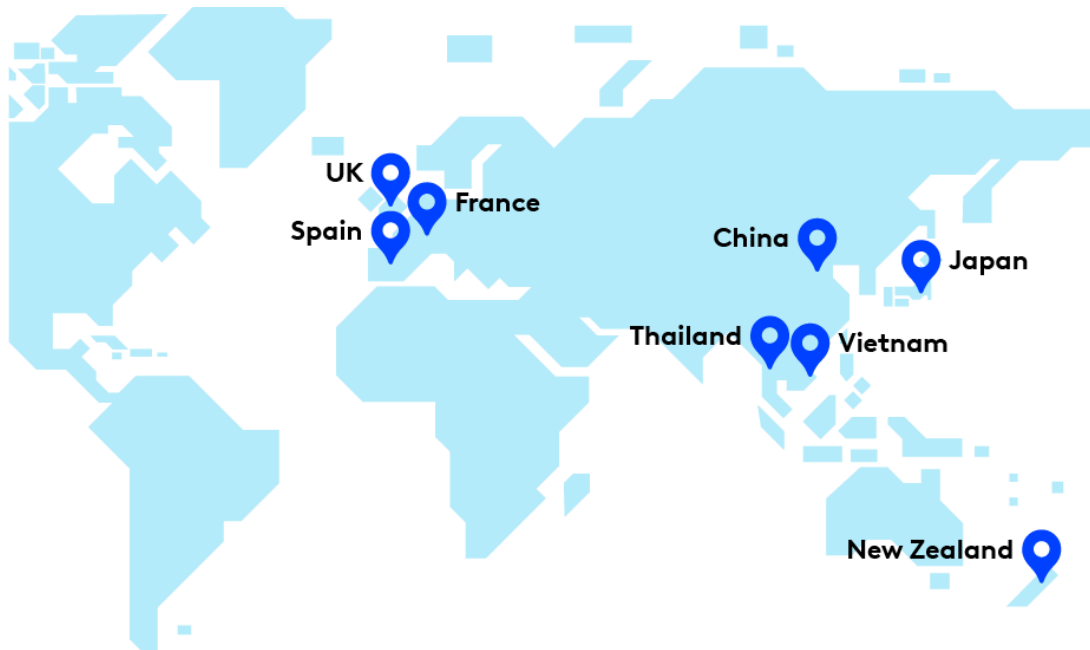 UK
France
Spain
China
Japan
Thailand
Vietnam
New Zealand